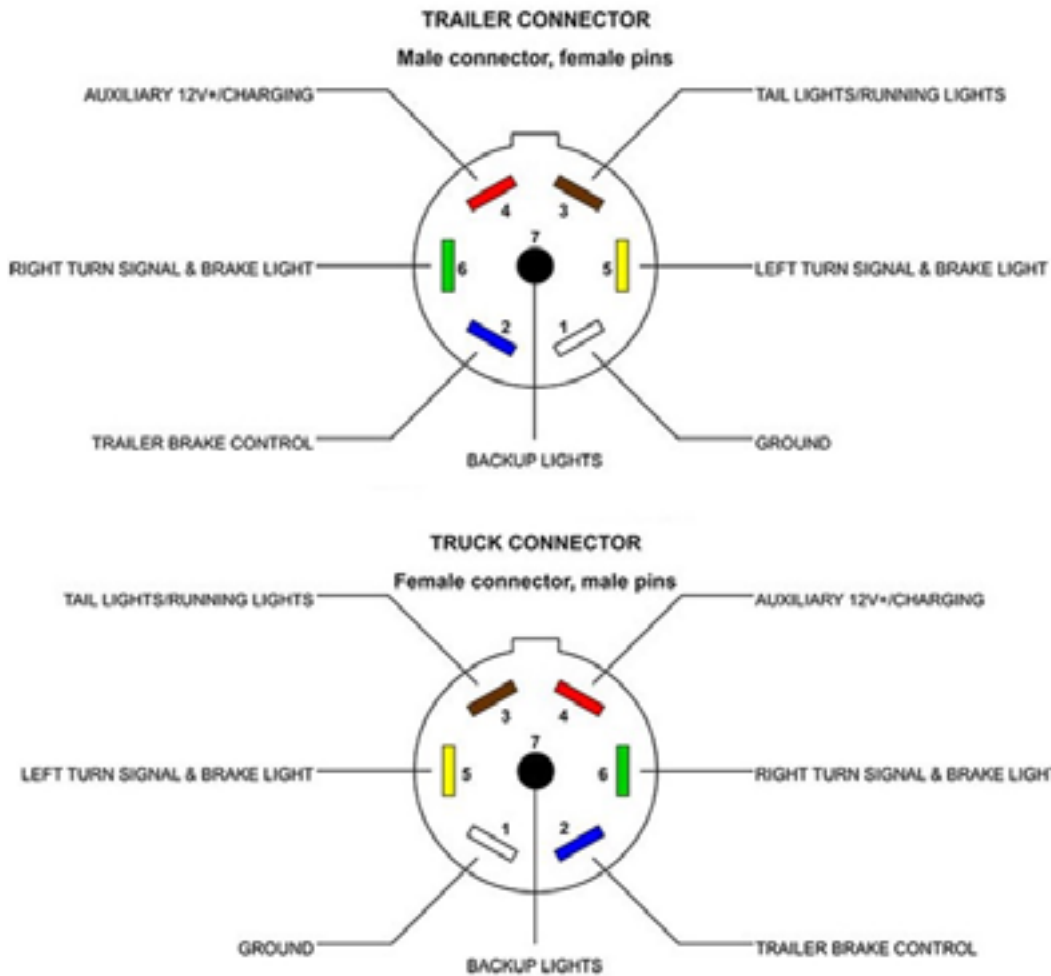 TRAILER CONNECTOR
Male connector, female pins
AUXILIARY 12V+/CHARGING
TAIL LIGHTS/RUNNING LIGHTS
4
3
7
RIGHT TURN SIGNAL & BRAKE LIGHT
6
5
LEFT TURN SIGNAL & BRAKE LIGHT
2
1
TRAILER BRAKE CONTROL
BACKUP LIGHTS
GROUND
TRUCK CONNECTOR
Female connector, male pins
TAIL LIGHTS/RUNNING LIGHTS
AUXILIARY 12V+/CHARGING
3
4
7
LEFT TURN SIGNAL & BRAKE LIGHT
5
6
RIGHT TURN SIGNAL & BRAKE LIGHT
1
2
GROUND
BACKUP LIGHTS
TRAILER BRAKE CONTROL